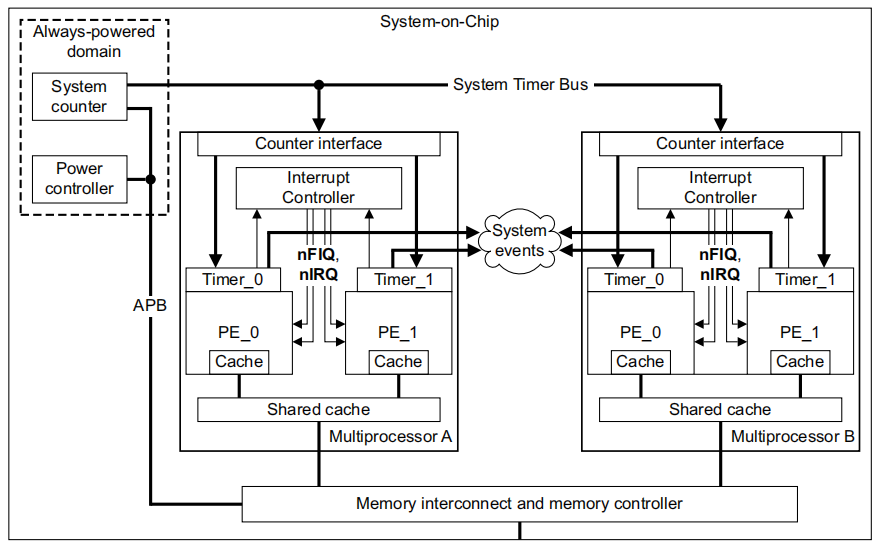 System-on-Chip
Always-powered
domain
System
counter
Power
controller
APB
System Timer Bus
Counter interface
Interrupt
Controller
nFIQ,
nIRQ
Timer_0
Timer_1
PE_0
PE_1
Cache
Cache
Shared cache
Multiprocessor A
System
events
Counter interface
Interrupt
Controller
nFIQ,
nIRQ
Timer_0
Timer_1
PE_0
PE_1
Cache
Cache
Shared cache
Multiprocessor B
Memory interconnect and memory controller